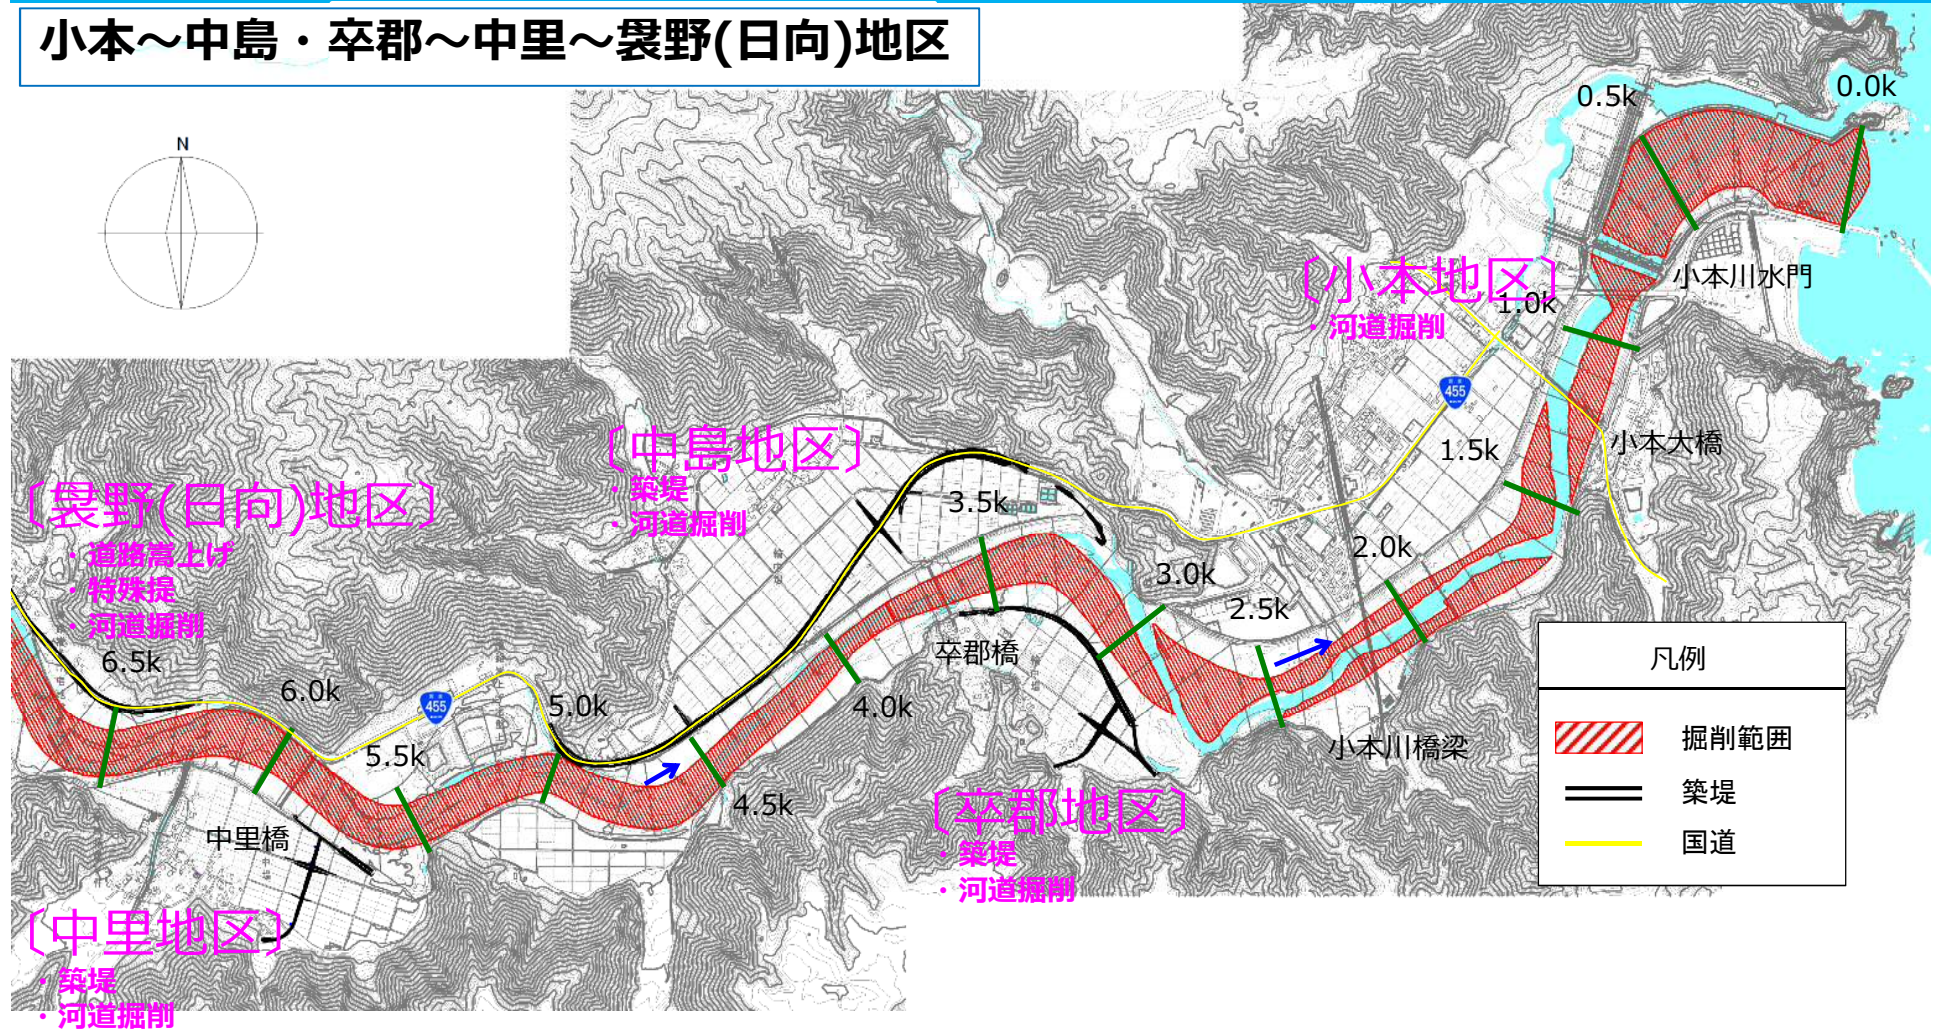 小本～中島・卒郡～中里～袰野(日向)地区
N
0.0k
0.5k
小本川水門
〔小本地区〕
・河道掘削
1.0k
455
小本大橋
1.5k
〔中島地区〕
・築堤
・河道掘削
3.5k
2.0k
3.0k
2.5k
〔袰野(日向)地区〕
・道路嵩上げ
・特殊提
・河道掘削
6.5k
6.0k
455
5.0k
4.0k
卒郡橋
5.5k
小本川橋梁
4.5k
中里橋
〔卒郡地区〕
・築堤
・河道掘削
〔中里地区〕
・築堤
・河道掘削
凡例
掘削範囲
築堤
国道